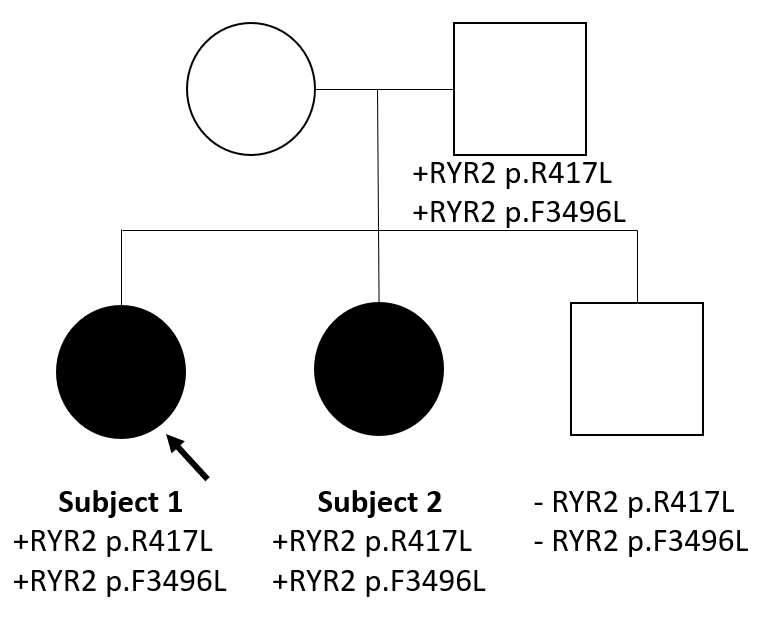 +RYR2 p.R417L
+RYR2 p.F3496L
Subject 1
+RYR2 p.R417L
+RYR2 p.F3496L
Subject 2
+RYR2 p.R417L
+RYR2 p.F3496L
- RYR2 p.R417L
- RYR2 p.F3496L